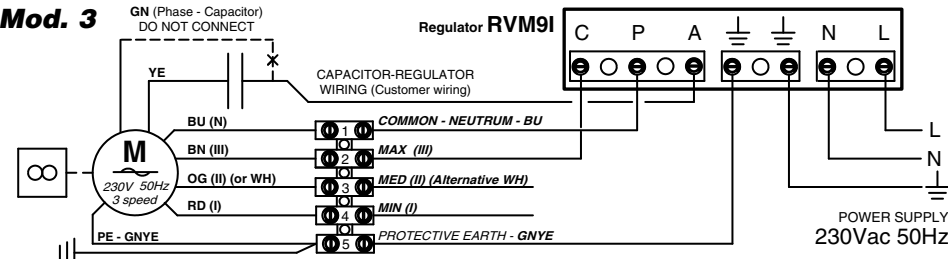 Mod. 3
GN (Phase - Capacitor)
DO NOT CONNECT
Regulator RVM9I
C P A N L
YE
CAPACITOR-REGULATOR
WIRING (Customer wiring)
BU (N)
1
COMMON - NEUTRUM - BU
L
M
BN (III)
2
MAX (III)
N
230V 50Hz
3 speed
OG (II) (or WH)
3
MED (II) (Alternative WH)
RD (I)
4
MIN (I)
POWER SUPPLY
230Vac 50Hz
PE - GNYE
5
PROTECTIVE EARTH - GNYE